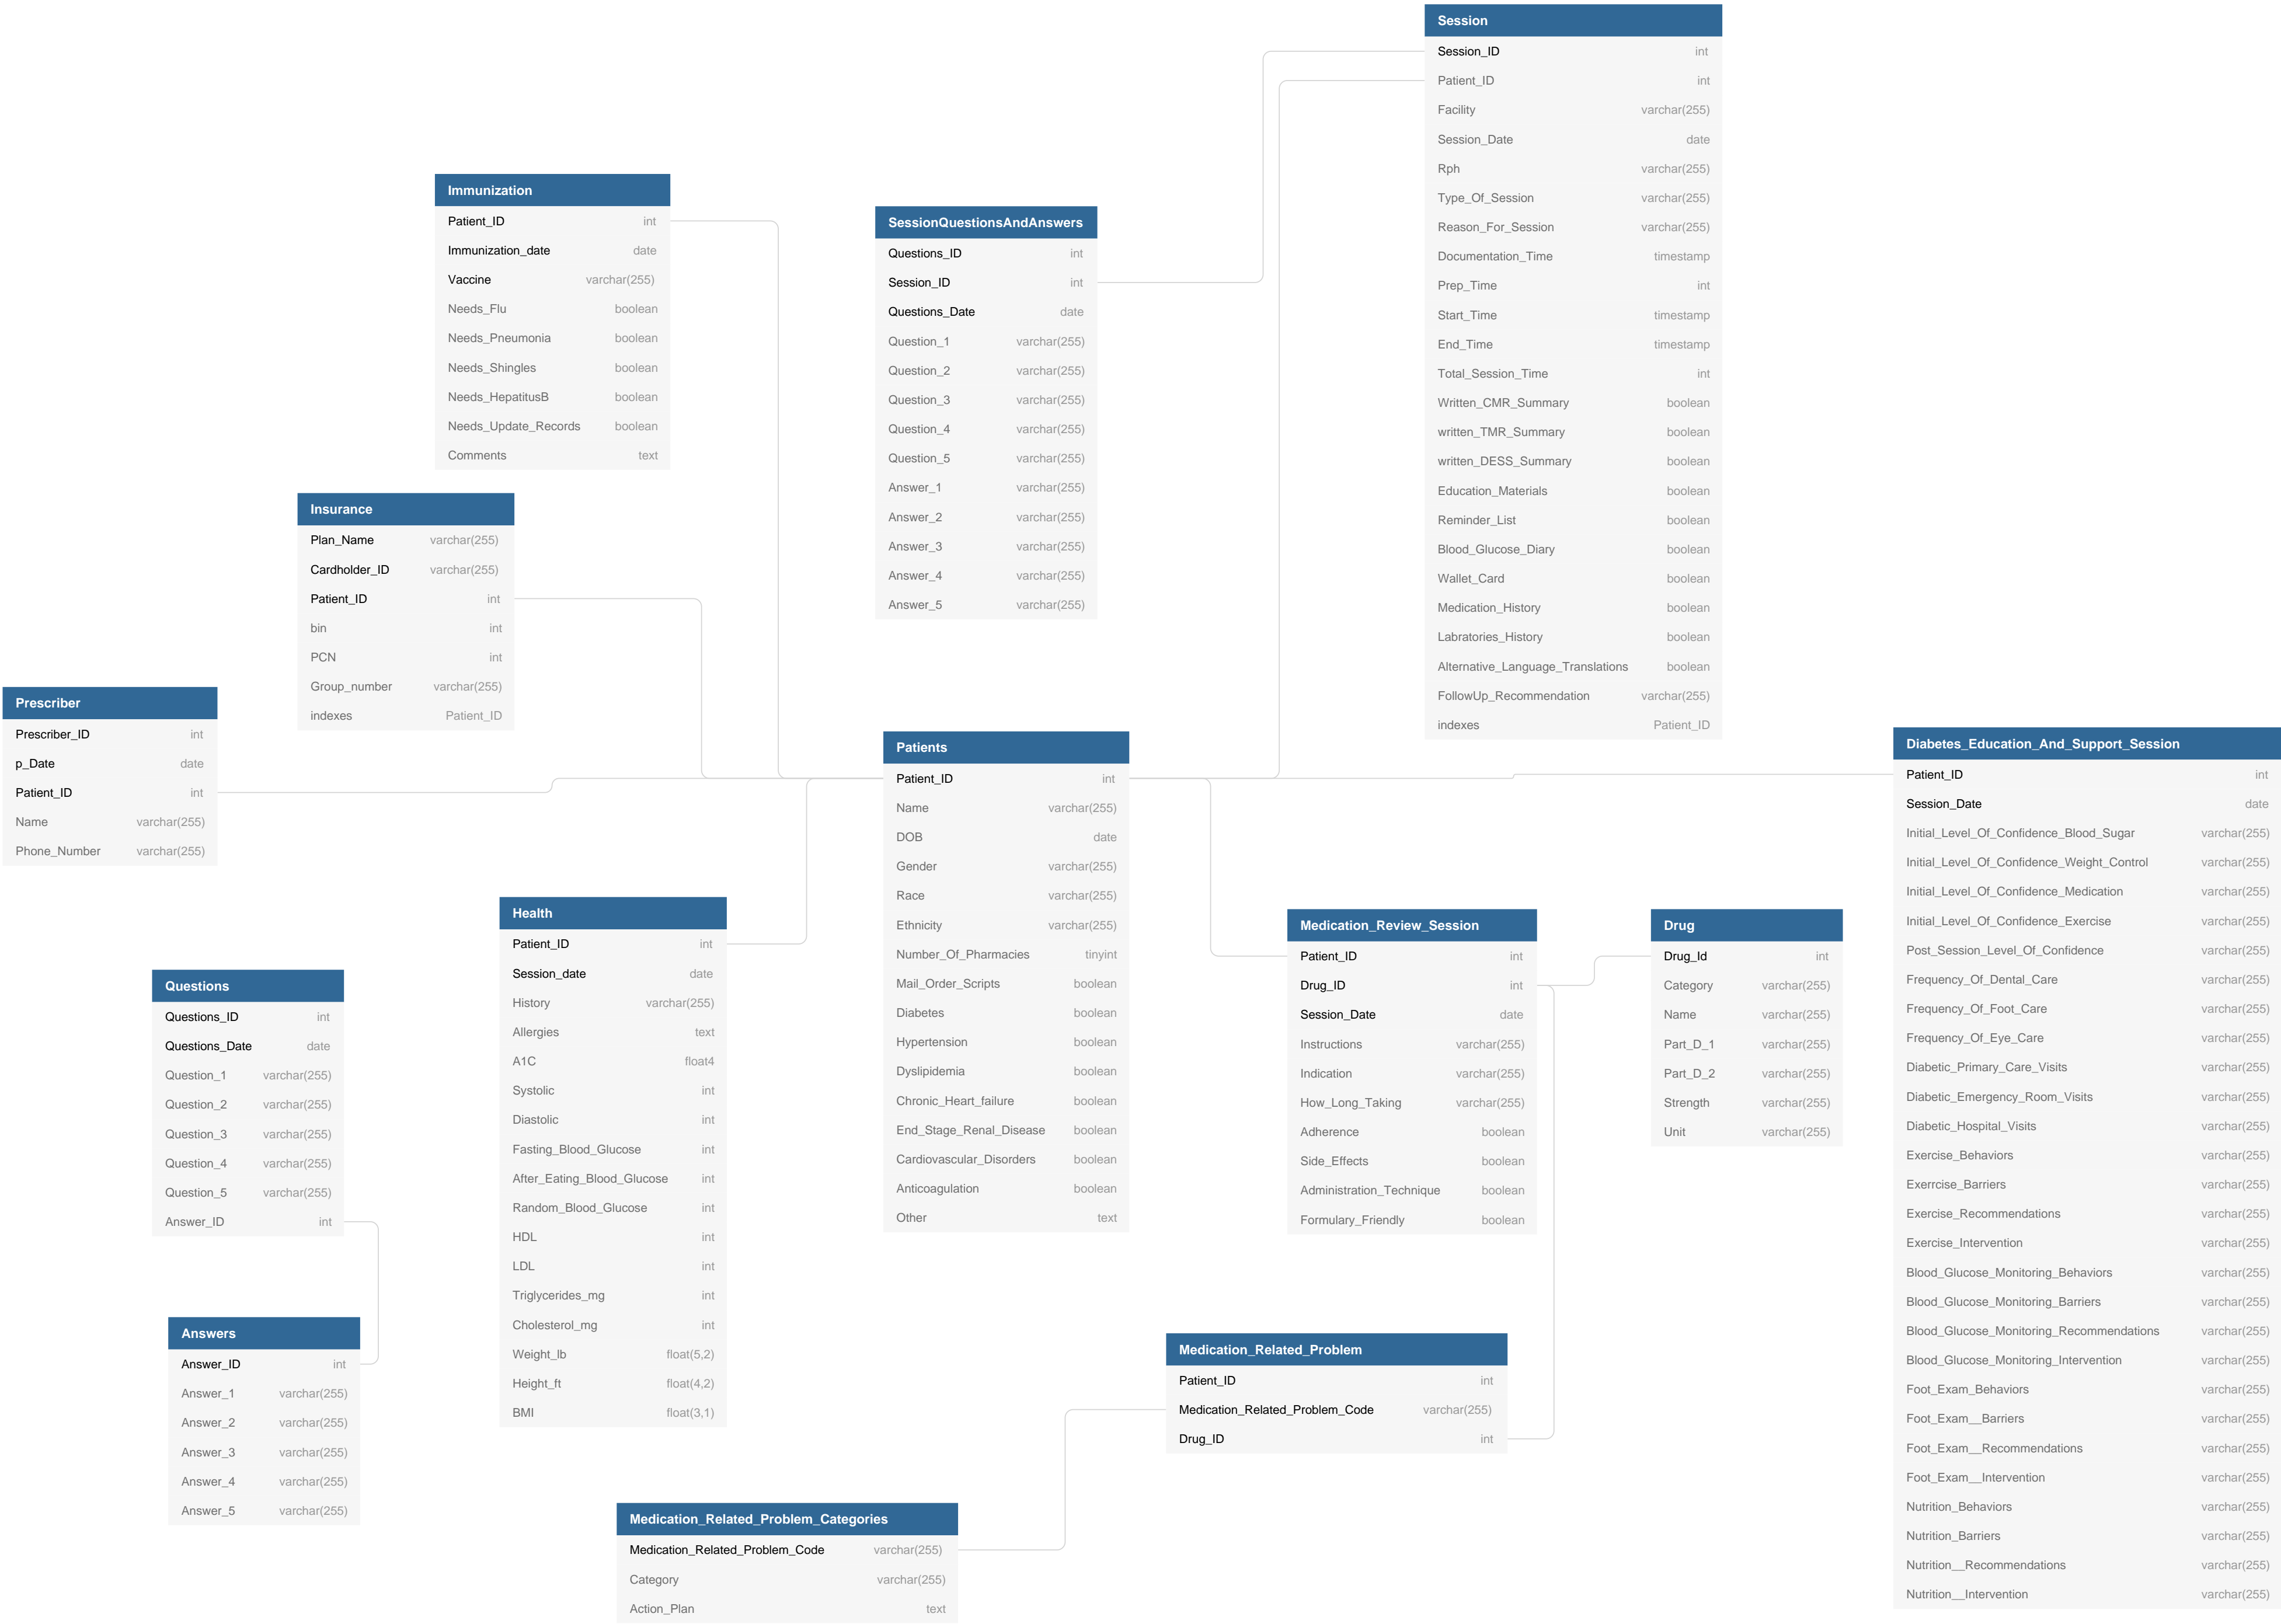 Session
Session_ID int
Patient_ID int
Facility varchar(255)
Session_Date date
Rph varchar(255)
Type_Of_Session varchar(255)
Reason_For_Session varchar(255)
Documentation_Time timestamp
Prep_Time int
Start_Time timestamp
End_Time timestamp
Total_Session_Time int
Written_CMR_Summary boolean
written_TMR_Summary boolean
written_DESS_Summary boolean
Education_Materials boolean
Reminder_List boolean
Blood_Glucose_Diary boolean
Wallet_Card boolean
Medication_History boolean
Labratories_History boolean
Alternative_Language_Translations boolean
FollowUp_Recommendation varchar(255)
indexes Patient_ID
Immunization
Patient_ID int
Immunization_date date
Vaccine varchar(255)
Needs_Flu boolean
Needs_Pneumonia boolean
Needs_Shingles boolean
Needs_HepatitusB boolean
Needs_Update_Records boolean
Comments text
SessionQuestionsAndAnswers
Questions_ID int
Session_ID int
Questions_Date date
Question_1 varchar(255)
Question_2 varchar(255)
Question_3 varchar(255)
Question_4 varchar(255)
Question_5 varchar(255)
Answer_1 varchar(255)
Answer_2 varchar(255)
Answer_3 varchar(255)
Answer_4 varchar(255)
Answer_5 varchar(255)
Insurance
Plan_Name varchar(255)
Cardholder_ID varchar(255)
Patient_ID int
bin int
PCN int
Group_number varchar(255)
indexes Patient_ID
Prescriber
Prescriber_ID int
p_Date date
Patient_ID int
Name varchar(255)
Phone_Number varchar(255)
Patients
Patient_ID int
Name varchar(255)
DOB date
Gender varchar(255)
Race varchar(255)
Ethnicity varchar(255)
Number_Of_Pharmacies tinyint
Mail_Order_Scripts boolean
Diabetes boolean
Hypertension boolean
Dyslipidemia boolean
Chronic_Heart_failure boolean
End_Stage_Renal_Disease boolean
Cardiovascular_Disorders boolean
Anticoagulation boolean
Other text
Diabetes_Education_And_Support_Session
Patient_ID int
Session_Date date
Initial_Level_Of_Confidence_Blood_Sugar varchar(255)
Initial_Level_Of_Confidence_Weight_Control varchar(255)
Initial_Level_Of_Confidence_Medication varchar(255)
Initial_Level_Of_Confidence_Exercise varchar(255)
Post_Session_Level_Of_Confidence varchar(255)
Frequency_Of_Dental_Care varchar(255)
Frequency_Of_Foot_Care varchar(255)
Frequency_Of_Eye_Care varchar(255)
Diabetic_Primary_Care_Visits varchar(255)
Diabetic_Emergency_Room_Visits varchar(255)
Diabetic_Hospital_Visits varchar(255)
Exercise_Behaviors varchar(255)
Exerrcise_Barriers varchar(255)
Exercise_Recommendations varchar(255)
Exercise_Intervention varchar(255)
Blood_Glucose_Monitoring_Behaviors varchar(255)
Blood_Glucose_Monitoring_Barriers varchar(255)
Blood_Glucose_Monitoring_Recommendations varchar(255)
Blood_Glucose_Monitoring_Intervention varchar(255)
Foot_Exam_Behaviors varchar(255)
Foot_Exam__Barriers varchar(255)
Foot_Exam__Recommendations varchar(255)
Foot_Exam__Intervention varchar(255)
Nutrition_Behaviors varchar(255)
Nutrition_Barriers varchar(255)
Nutrition__Recommendations varchar(255)
Nutrition__Intervention varchar(255)
Health
Patient_ID int
Session_date date
History varchar(255)
Allergies text
A1C float4
Systolic int
Diastolic int
Fasting_Blood_Glucose int
After_Eating_Blood_Glucose int
Random_Blood_Glucose int
HDL int
LDL int
Triglycerides_mg int
Cholesterol_mg int
Weight_lb float(5,2)
Height_ft float(4,2)
BMI float(3,1)
Medication_Review_Session
Patient_ID int
Drug_ID int
Session_Date date
Instructions varchar(255)
Indication varchar(255)
How_Long_Taking varchar(255)
Adherence boolean
Side_Effects boolean
Administration_Technique boolean
Formulary_Friendly boolean
Drug
Drug_Id int
Category varchar(255)
Name varchar(255)
Part_D_1 varchar(255)
Part_D_2 varchar(255)
Strength varchar(255)
Unit varchar(255)
Questions
Questions_ID int
Questions_Date date
Question_1 varchar(255)
Question_2 varchar(255)
Question_3 varchar(255)
Question_4 varchar(255)
Question_5 varchar(255)
Answer_ID int
Answers
Answer_ID int
Answer_1 varchar(255)
Answer_2 varchar(255)
Answer_3 varchar(255)
Answer_4 varchar(255)
Answer_5 varchar(255)
Medication_Related_Problem
Patient_ID int
Medication_Related_Problem_Code varchar(255)
Drug_ID int
Medication_Related_Problem_Categories
Medication_Related_Problem_Code varchar(255)
Category varchar(255)
Action_Plan text